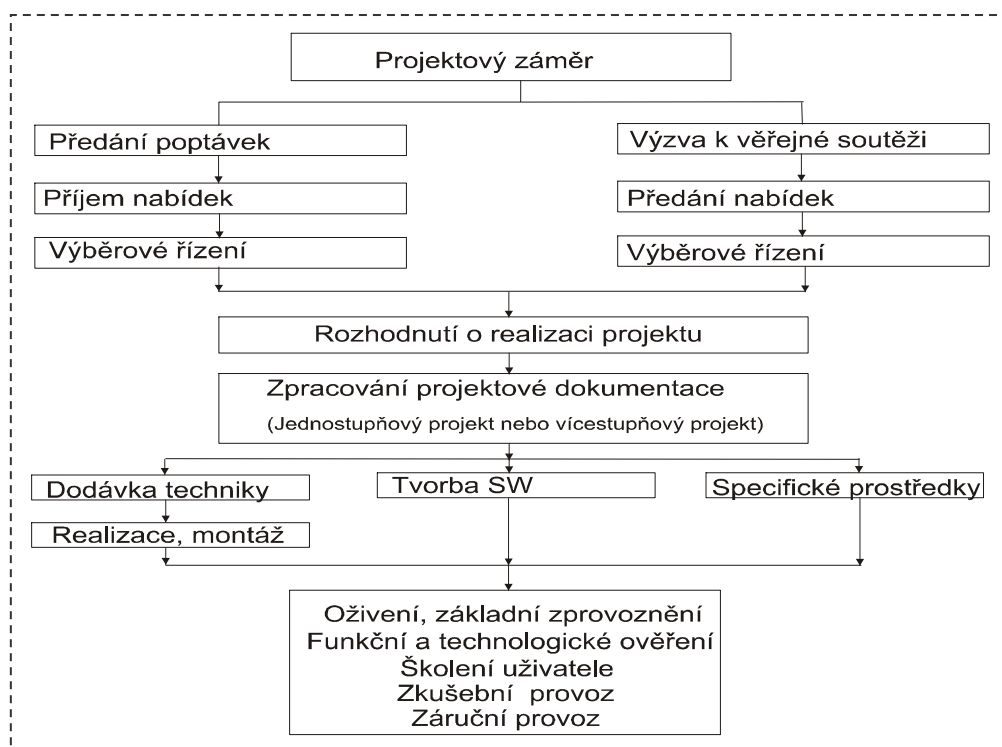 Projektový záměr
Předání poptávek
Výzva k věřejné soutěži
Příjem nabídek
Předání nabídek
Výběrové řízení
Výběrové řízení
Rozhodnutí o realizaci projektu
Zpracování projektové dokumentace
(Jednostupňový projekt nebo vícestupňový projekt)
Dodávka techniky
Tvorba SW
Specifické prostředky
Realizace, montáž
Oživení, základní zprovoznění
Funkční a technologické ověření
Školení uživatele
Zkušební provoz
Záruční provoz